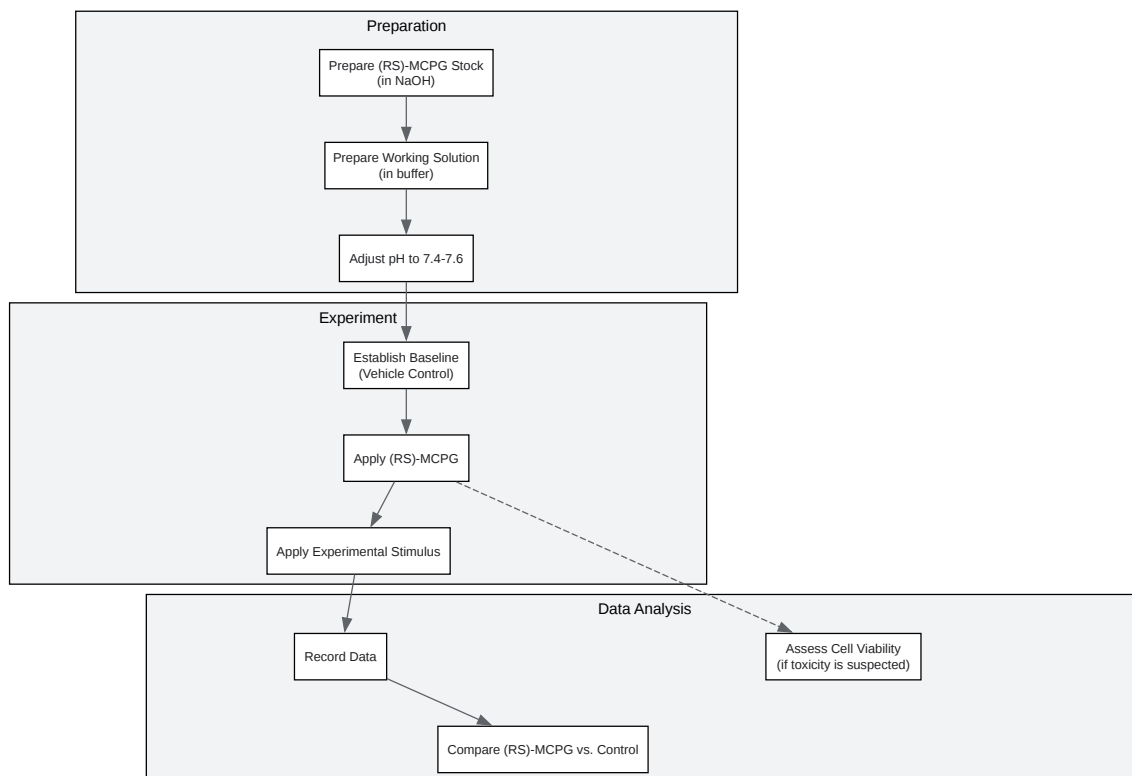 Preparation
Prepare (RS)-MCPG Stock
(in NaOH)
Prepare Working Solution
(in buffer)
Adjust pH to 7.4-7.6
Experiment
Establish Baseline
(Vehicle Control)
Apply (RS)-MCPG
Apply Experimental Stimulus
Data Analysis
Record Data
Assess Cell Viability
(if toxicity is suspected)
Compare (RS)-MCPG vs. Control